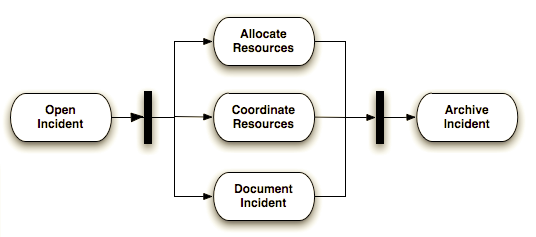 Open
Incident
Allocate
Resources
Coordinate
Resources
Document
Incident
Archive
Incident